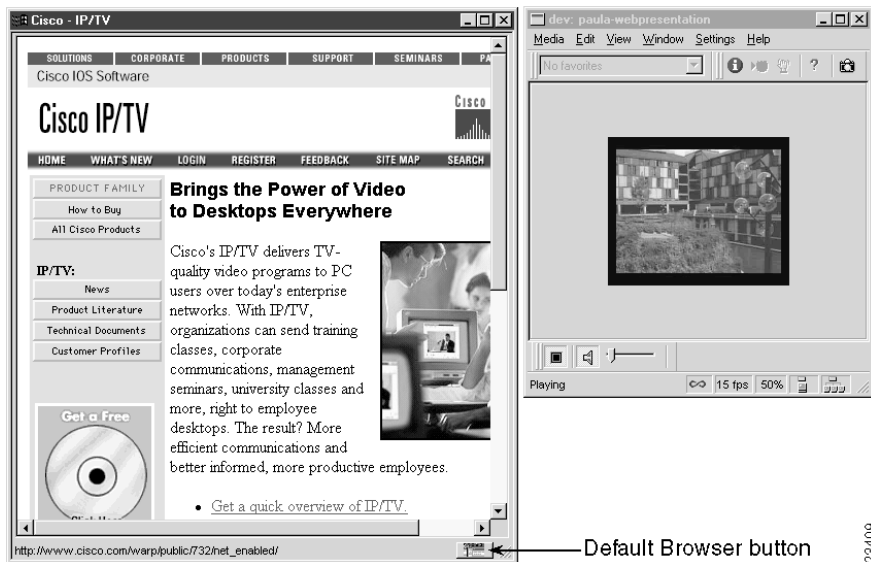 Cisco - IP/TV
SOLUTIONS CORPORATE PRODUCTS SUPPORT SEMINARS
Cisco IOS Software
Cisco IP/TV
CISCO
HOME WHAT'S NEW LOGIN REGISTER FEEDBACK SITE MAP SEARCH
PRODUCT FAMILY
How to Buy
All Cisco Products
IP/TV:
News
Product Literature
Technical Documents
Customer Profiles
Get a Free
Brings the Power of Video
to Desktops Everywhere
Cisco's IP/TV delivers TV-
quality video programs to PC
users over today's enterprise
networks. With IP/TV,
organizations can send training
classes, corporate
communications, management
seminars, university classes and
more, right to employee
desktops. The result? More
efficient communications and
better informed, more productive employees.
• Get a quick overview of IP/TV.
http://www.cisco.com/warp/public/732/net_enabled/
dev: paula-webpresentation
Media Edit View Window Settings Help
No favorites
?
Playing
15 fps 50%
Default Browser button
23409